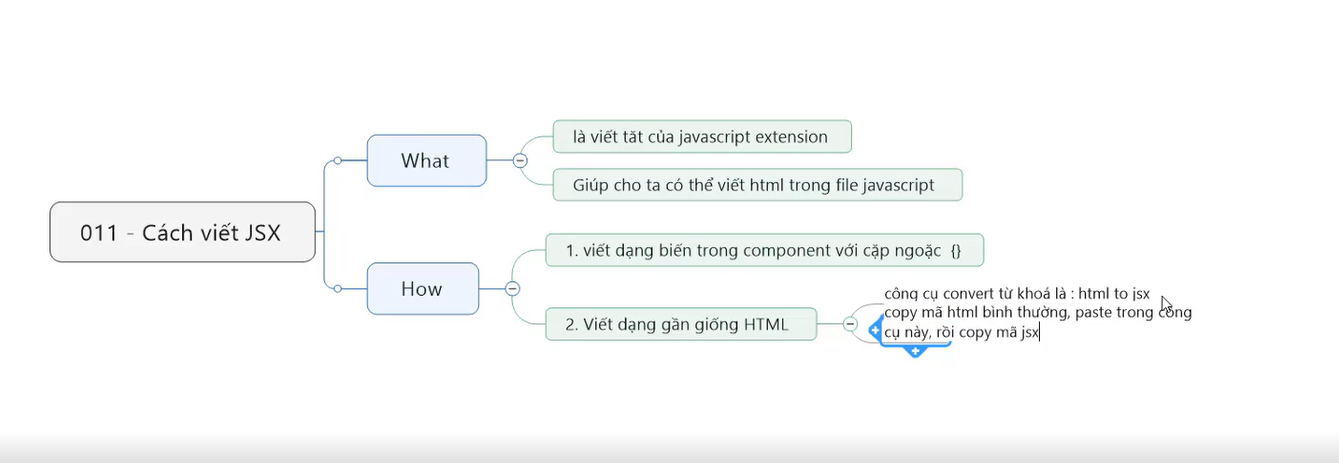 011 - Cách viết JSX
What
là viết tăt của javascript extension
Giúp cho ta có thể viết html trong file javascript
How
1. viết dạng biến trong component với cặp ngoặc {}
2. Viết dạng gần giống HTML
công cụ convert từ khoá là : html to jsx
copy mã html bình thường, paste trong công
cụ này, rồi copy mã jsx